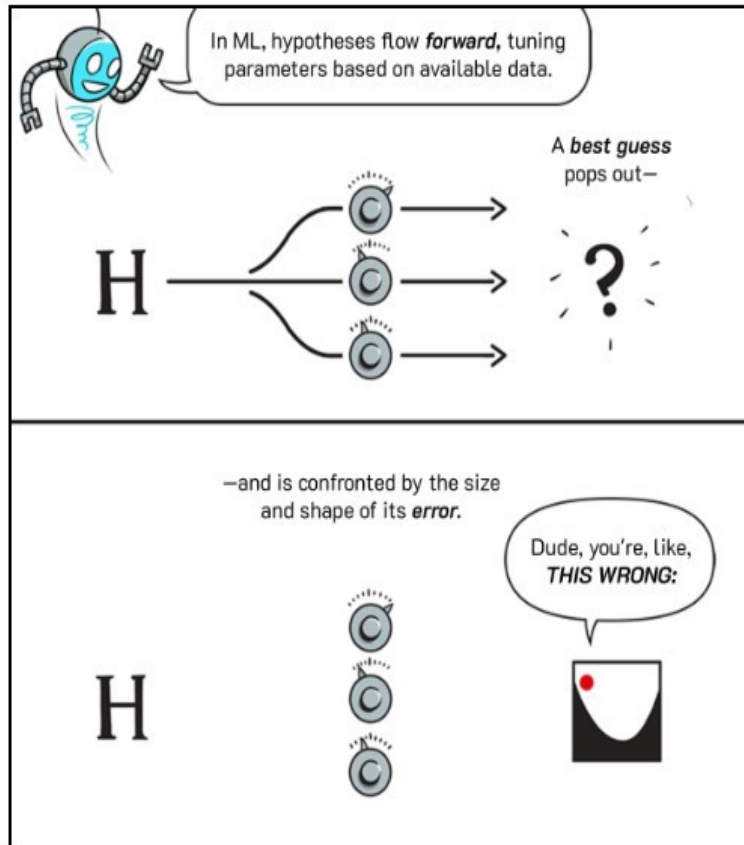 In ML, hypotheses flow forward, tuning
parameters based on available data.
A best guess
pops out—
H
?
—and is confronted by the size
and shape of its error.
Dude, you're, like,
THIS WRONG:
H